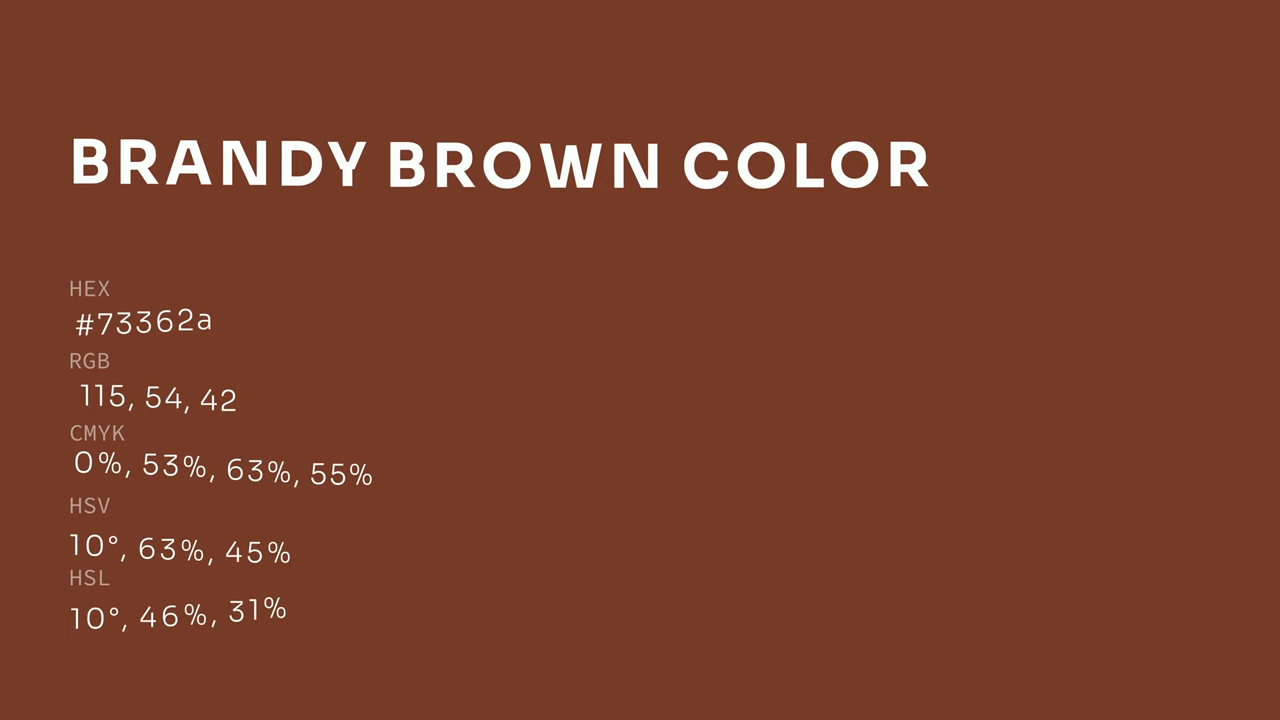 BRANDY BROWN COLOR
HEX
#73362a
RGB
115, 54, 42
CMYK
0%, 53%, 63%, 55%
HSV
10°, 63%, 45%
HSL
10°, 46%, 31%